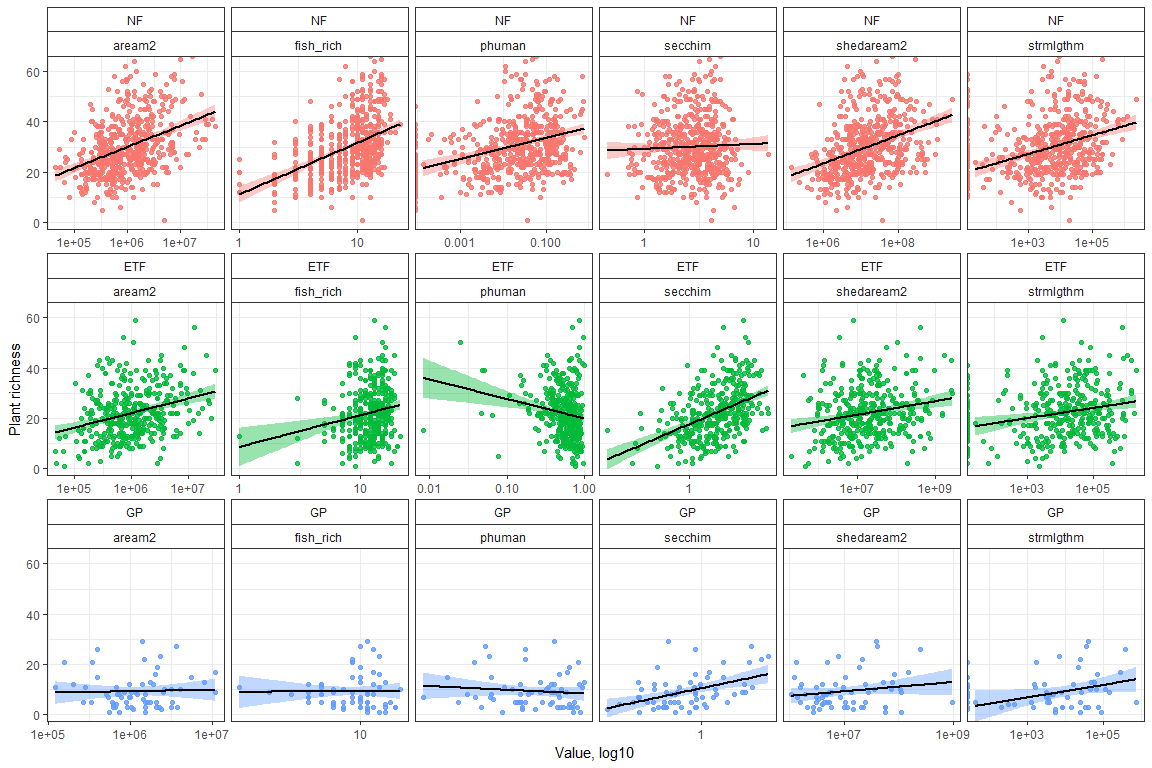 NF NF NF NF NF NF
aream2 fish_rich phuman secchim shedaream2 strmlgthm
60
40
20
0
1e+05 1e+06 1e+07 1 10 0.001 0.100 1 10 1e+06 1e+08 1e+03 1e+05
ETF ETF ETF ETF ETF ETF
aream2 fish_rich phuman secchim shedaream2 strmlgthm
Plant richness
60
40
20
0
1e+05 1e+06 1e+07 1 10 0.01 0.10 1.00 1 1e+07 1e+09 1e+03 1e+05
GP GP GP GP GP GP
aream2 fish_rich phuman secchim shedaream2 strmlgthm
60
40
20
0
1e+05 1e+06 1e+07 10 1 1e+07 1e+09 1e+03 1e+05
Value, log10